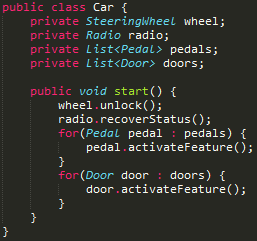 public class Car {
    private SteeringWheel wheel;
    private Radio radio;
    private List<Pedal> pedals;
    private List<Door> doors;

    public void start() {
        wheel.unlock();
        radio.recoverStatus();
        for(Pedal pedal : pedals) {
            pedal.activateFeature();
        }
        for(Door door : doors) {
            door.activateFeature();
        }
    }
}